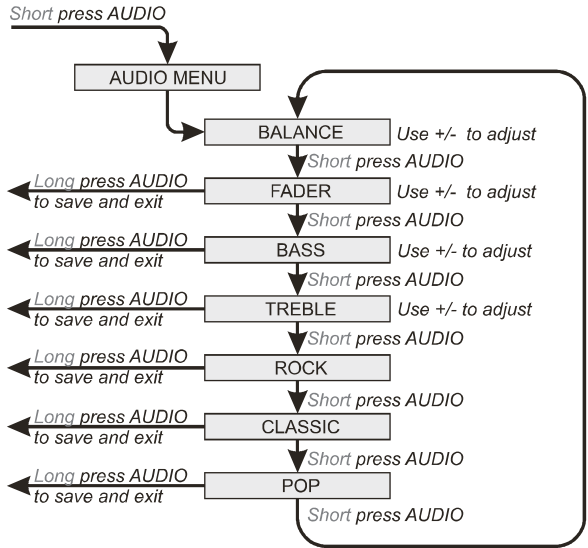 Short press AUDIO
AUDIO MENU
BALANCE
Use +/- to adjust
Short press AUDIO
Long press AUDIO
to save and exit
FADER
Use +/- to adjust
Short press AUDIO
Long press AUDIO
to save and exit
BASS
Use +/- to adjust
Short press AUDIO
Long press AUDIO
to save and exit
TREBLE
Use +/- to adjust
Short press AUDIO
Long press AUDIO
to save and exit
ROCK
Short press AUDIO
Long press AUDIO
to save and exit
CLASSIC
Short press AUDIO
Long press AUDIO
to save and exit
POP
Short press AUDIO